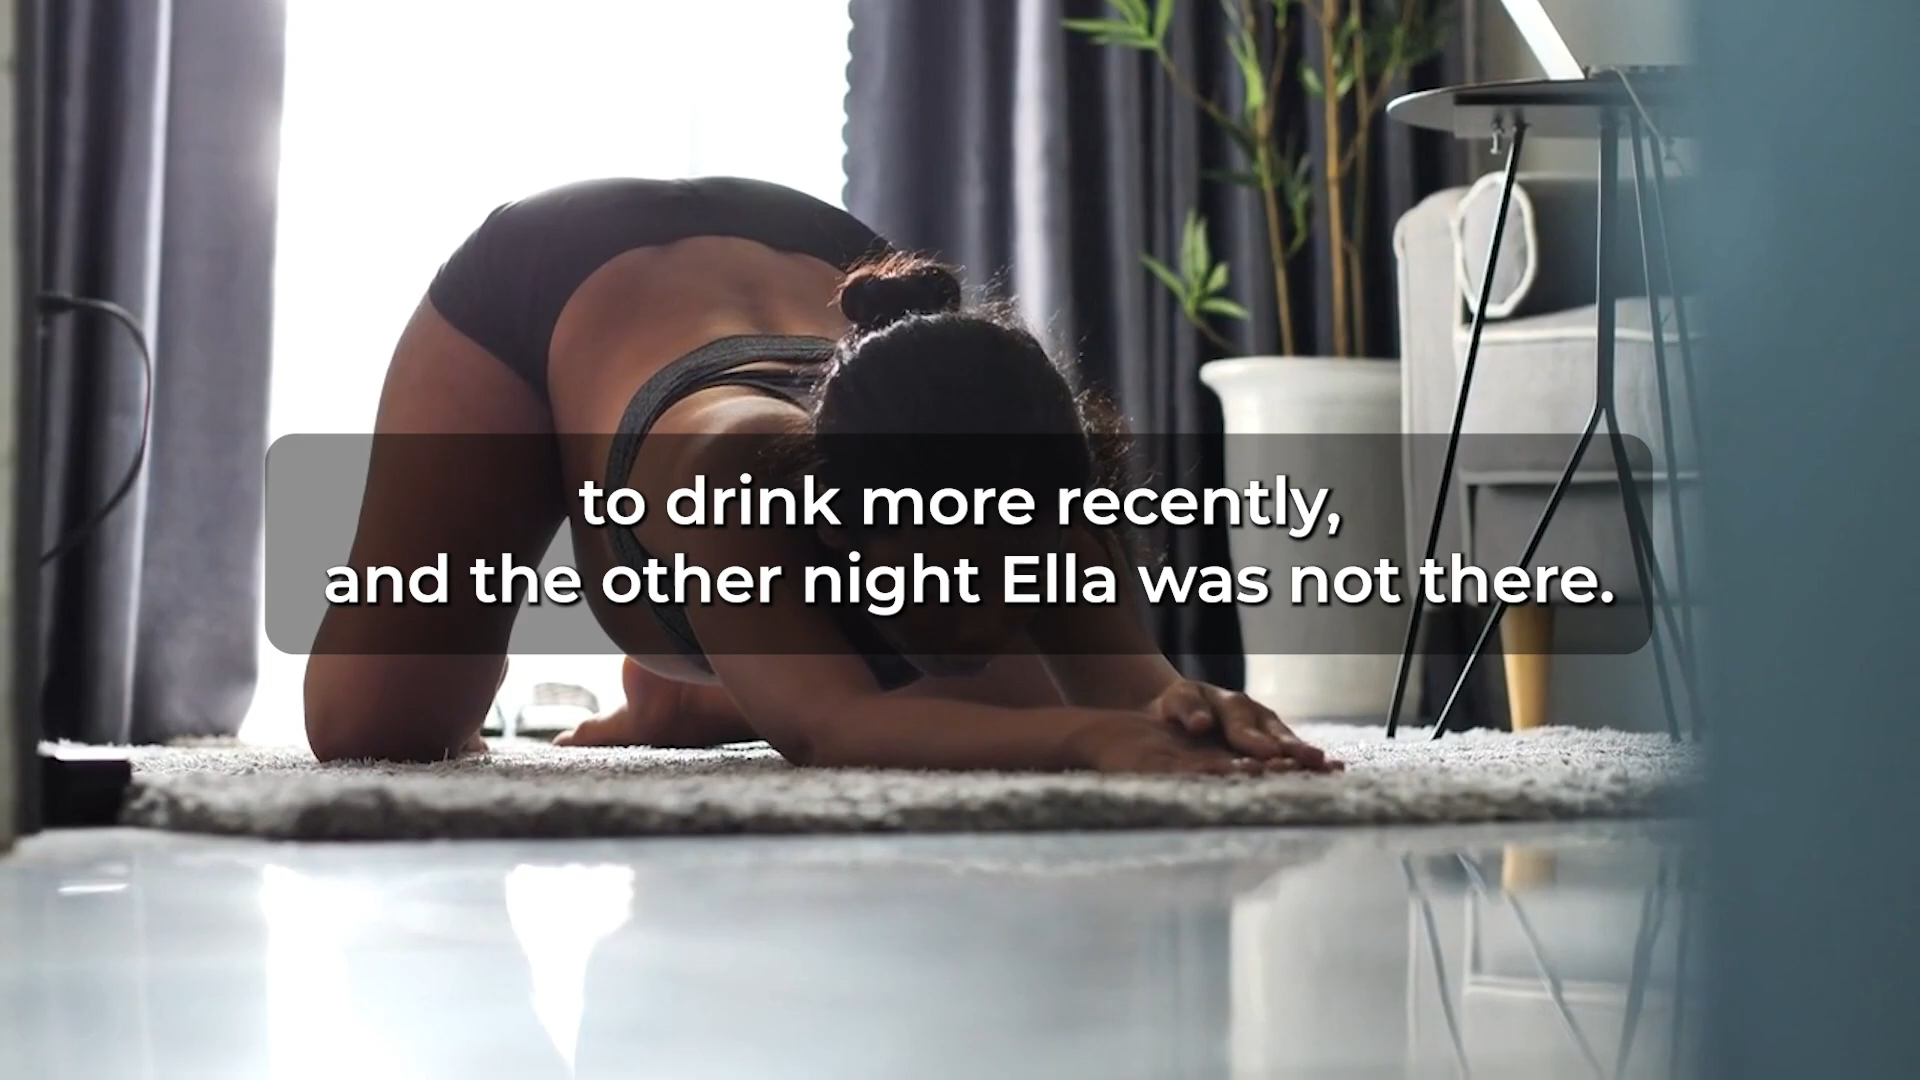 to drink more recently,
and the other night Ella was not there.